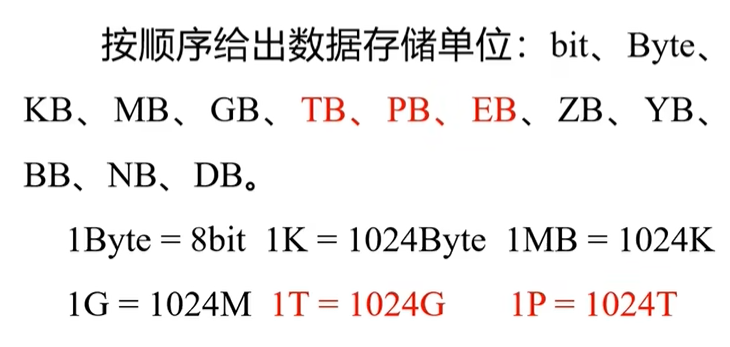 按顺序给出数据存储单位：bit、Byte、
KB、MB、GB、TB、PB、EB、ZB、YB、
BB、NB、DB。
1Byte = 8bit 1K = 1024Byte 1MB = 1024K
1G = 1024M 1T = 1024G 1P = 1024T